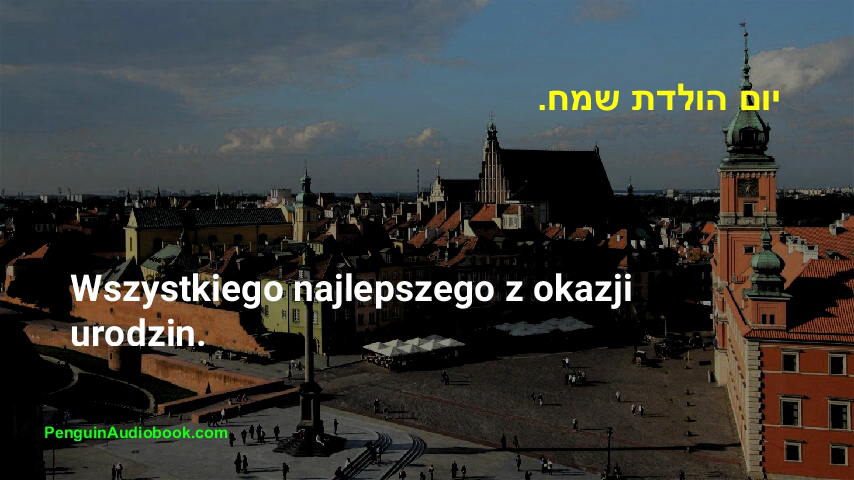 יום הולדת שמח.
Wszystkiego najlepszego z okazji
urodzin.
PenguinAudiobook.com